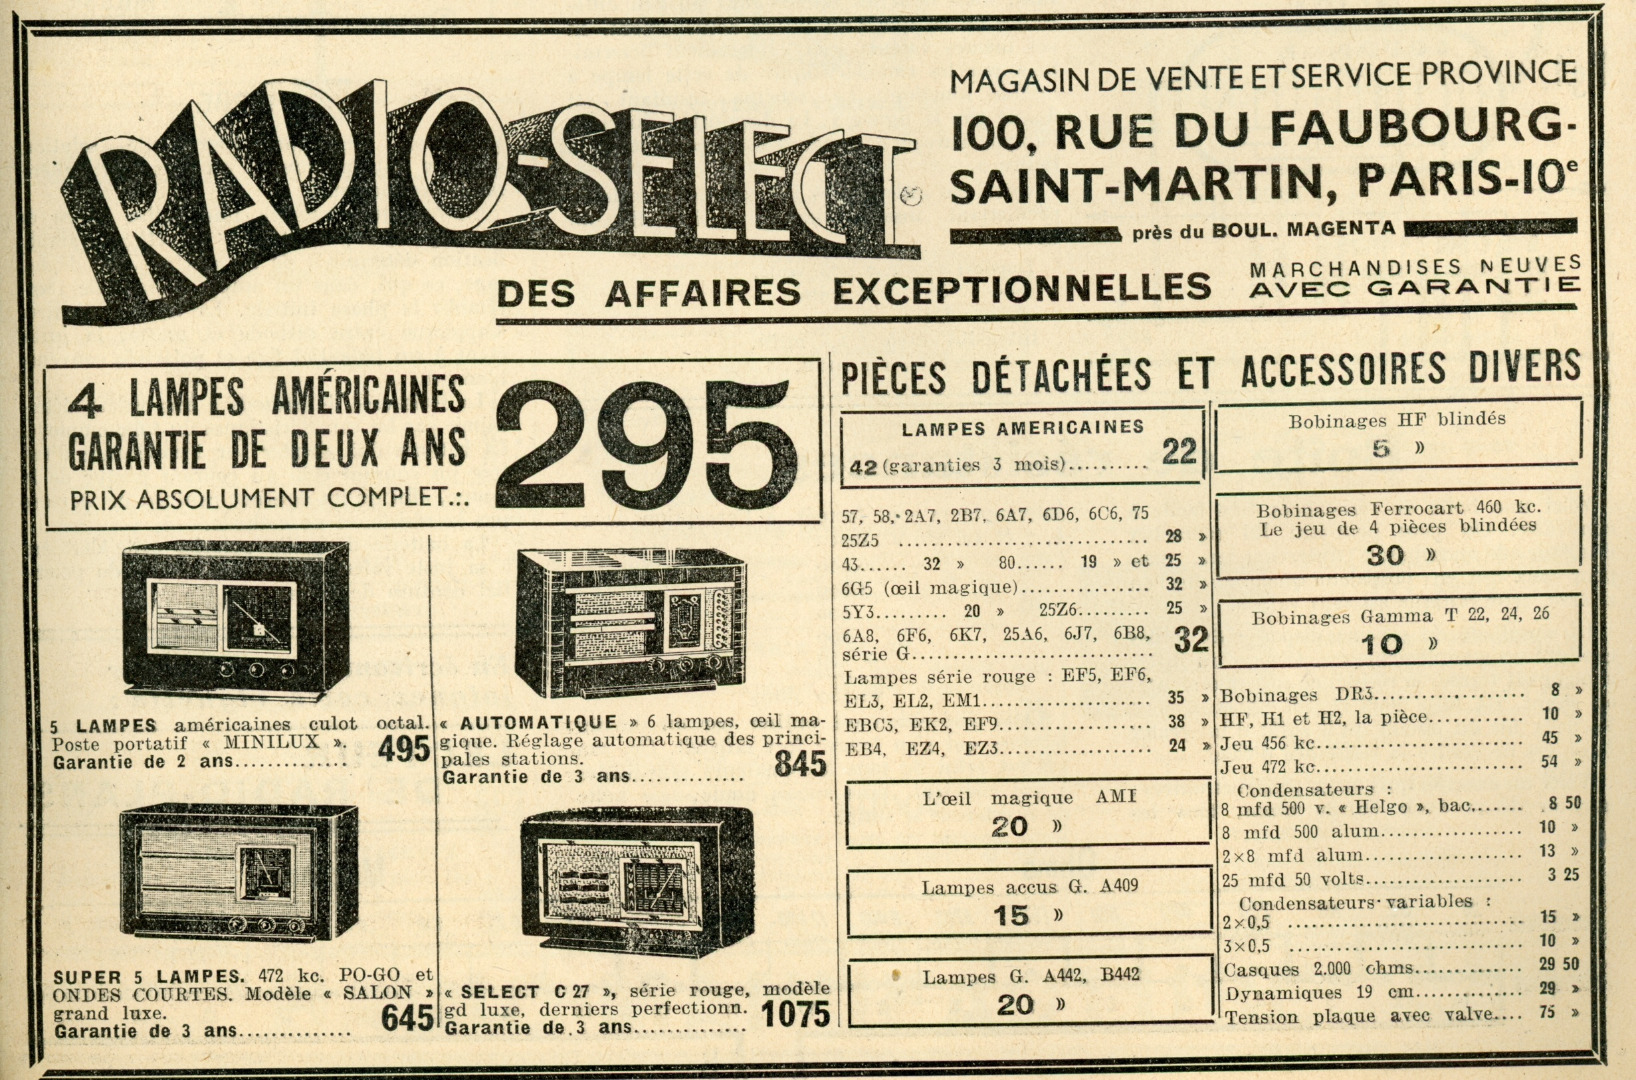 RADIO-SELECT
MAGASIN DE VENTE ET SERVICE PROVINCE
100, RUE DU FAUBOURG-
SAINT-MARTIN, PARIS-10e
près du BOUL. MAGENTA
DES AFFAIRES EXCEPTIONNELLES
MARCHANDISES NEUVES
AVEC GARANTIE
4 LAMPES AMÉRICAINES
GARANTIE DE DEUX ANS
PRIX ABSOLUMENT COMPLET.:.
295
5 LAMPES américaines culot octal.
Poste portatif « MINILUX ».
Garantie de 2 ans.............. 495
« AUTOMATIQUE » 6 lampes, œil ma-
gique. Réglage automatique des princi-
pales stations.
Garantie de 3 ans.............. 845
SUPER 5 LAMPES. 472 kc. PO-GO et
ONDES COURTES. Modèle « SALON »
grand luxe.
Garantie de 3 ans.............. 645
« SELECT C 27 », série rouge, modèle
gd luxe, derniers perfectionn.
Garantie de 3 ans.............. 1075
PIÈCES DÉTACHÉES ET ACCESSOIRES DIVERS
LAMPES AMERICAINES
42 (garanties 3 mois).......... 22
57, 58, 2A7, 2B7, 6A7, 6D6, 6C6, 75
25Z5 .............................. 28 »
43...... 32 » 80...... 19 » et 25 »
6G5 (œil magique)................ 32 »
5Y3......... 20 » 25Z6......... 25 »
6A8, 6F6, 6K7, 25A6, 6J7, 6B8,
série G.............................. 32
Lampes série rouge : EF5, EF6,
EL3, EL2, EM1..................... 35 »
EBC3, EK2, EF9................... 38 »
EB4, EZ4, EZ3................... 24 »
L'œil magique AM1
20 »
Lampes accus G. A409
15 »
Lampes G. A442, B442
20 »
Bobinages HF blindés
5 »
Bobinages Ferrocart 460 kc.
Le jeu de 4 pièces blindées
30 »
Bobinages Gamma T 22, 24, 26
10 »
Bobinages DR3................... 8 »
HF, H1 et H2, la pièce............ 10 »
Jeu 456 kc.......................... 45 »
Jeu 472 kc.......................... 54 »
Condensateurs :
8 mfd 500 v. « Helgo », bac...... 8 50
8 mfd 500 alum.................. 10 »
2×8 mfd alum.................... 13 »
25 mfd 50 volts.................... 3 25
Condensateurs variables :
2×0,5 .............................. 15 »
3×0,5 .............................. 10 »
Casques 2.000 ohms.............. 29 50
Dynamiques 19 cm.............. 29 »
Tension plaque avec valve.... 75 »